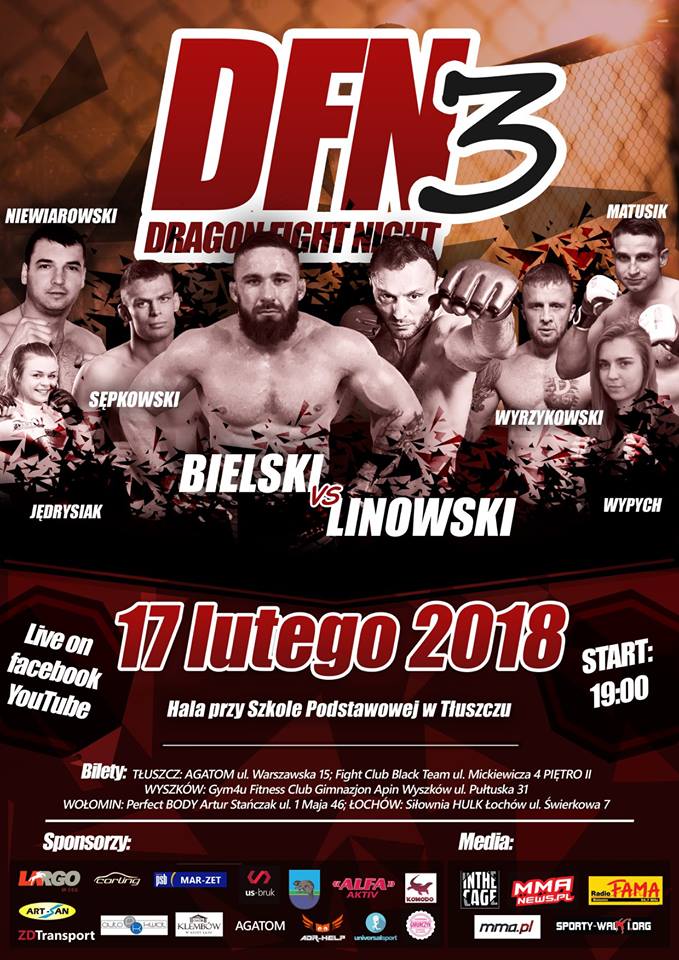 DFN 3
DRAGON FIGHT NIGHT
NIEWIAROWSKI
MATUSIK
SĘPKOWSKI
WYRZYKOWSKI
BIELSKI
vs
LINOWSKI
JĘDRYSIAK
WYPYCH
Live on
facebook
YouTube
17 lutego 2018
START:
19:00
Hala przy Szkole Podstawowej w Tłuszczu
Bilety: TŁUSZCZ: AGATOM ul. Warszawska 15; Fight Club Black Team ul. Mickiewicza 4 PIĘTRO II
WYSZKÓW: Gym4u Fitness Club Gimnazjon Apin Wyszków ul. Pułtuska 31
WOŁOMIN: Perfect BODY Artur Stańczak ul. 1 Maja 46; ŁOCHÓW: Siłownia HULK Łochów ul. Świerkowa 7
Sponsorzy:
Media:
LARGO
Carling
psb MAR-ZET
us-bruk
«ALFA»
AKTIV
KOMODO
IN THE
CAGE
MMA
NEWS.PL
Radio
FAMA
ART-SAN
ZDTransport
KLEMBÓW
AGATOM
ADR-HELP
universalsport
mma.pl
SPORTY-WALKI.ORG